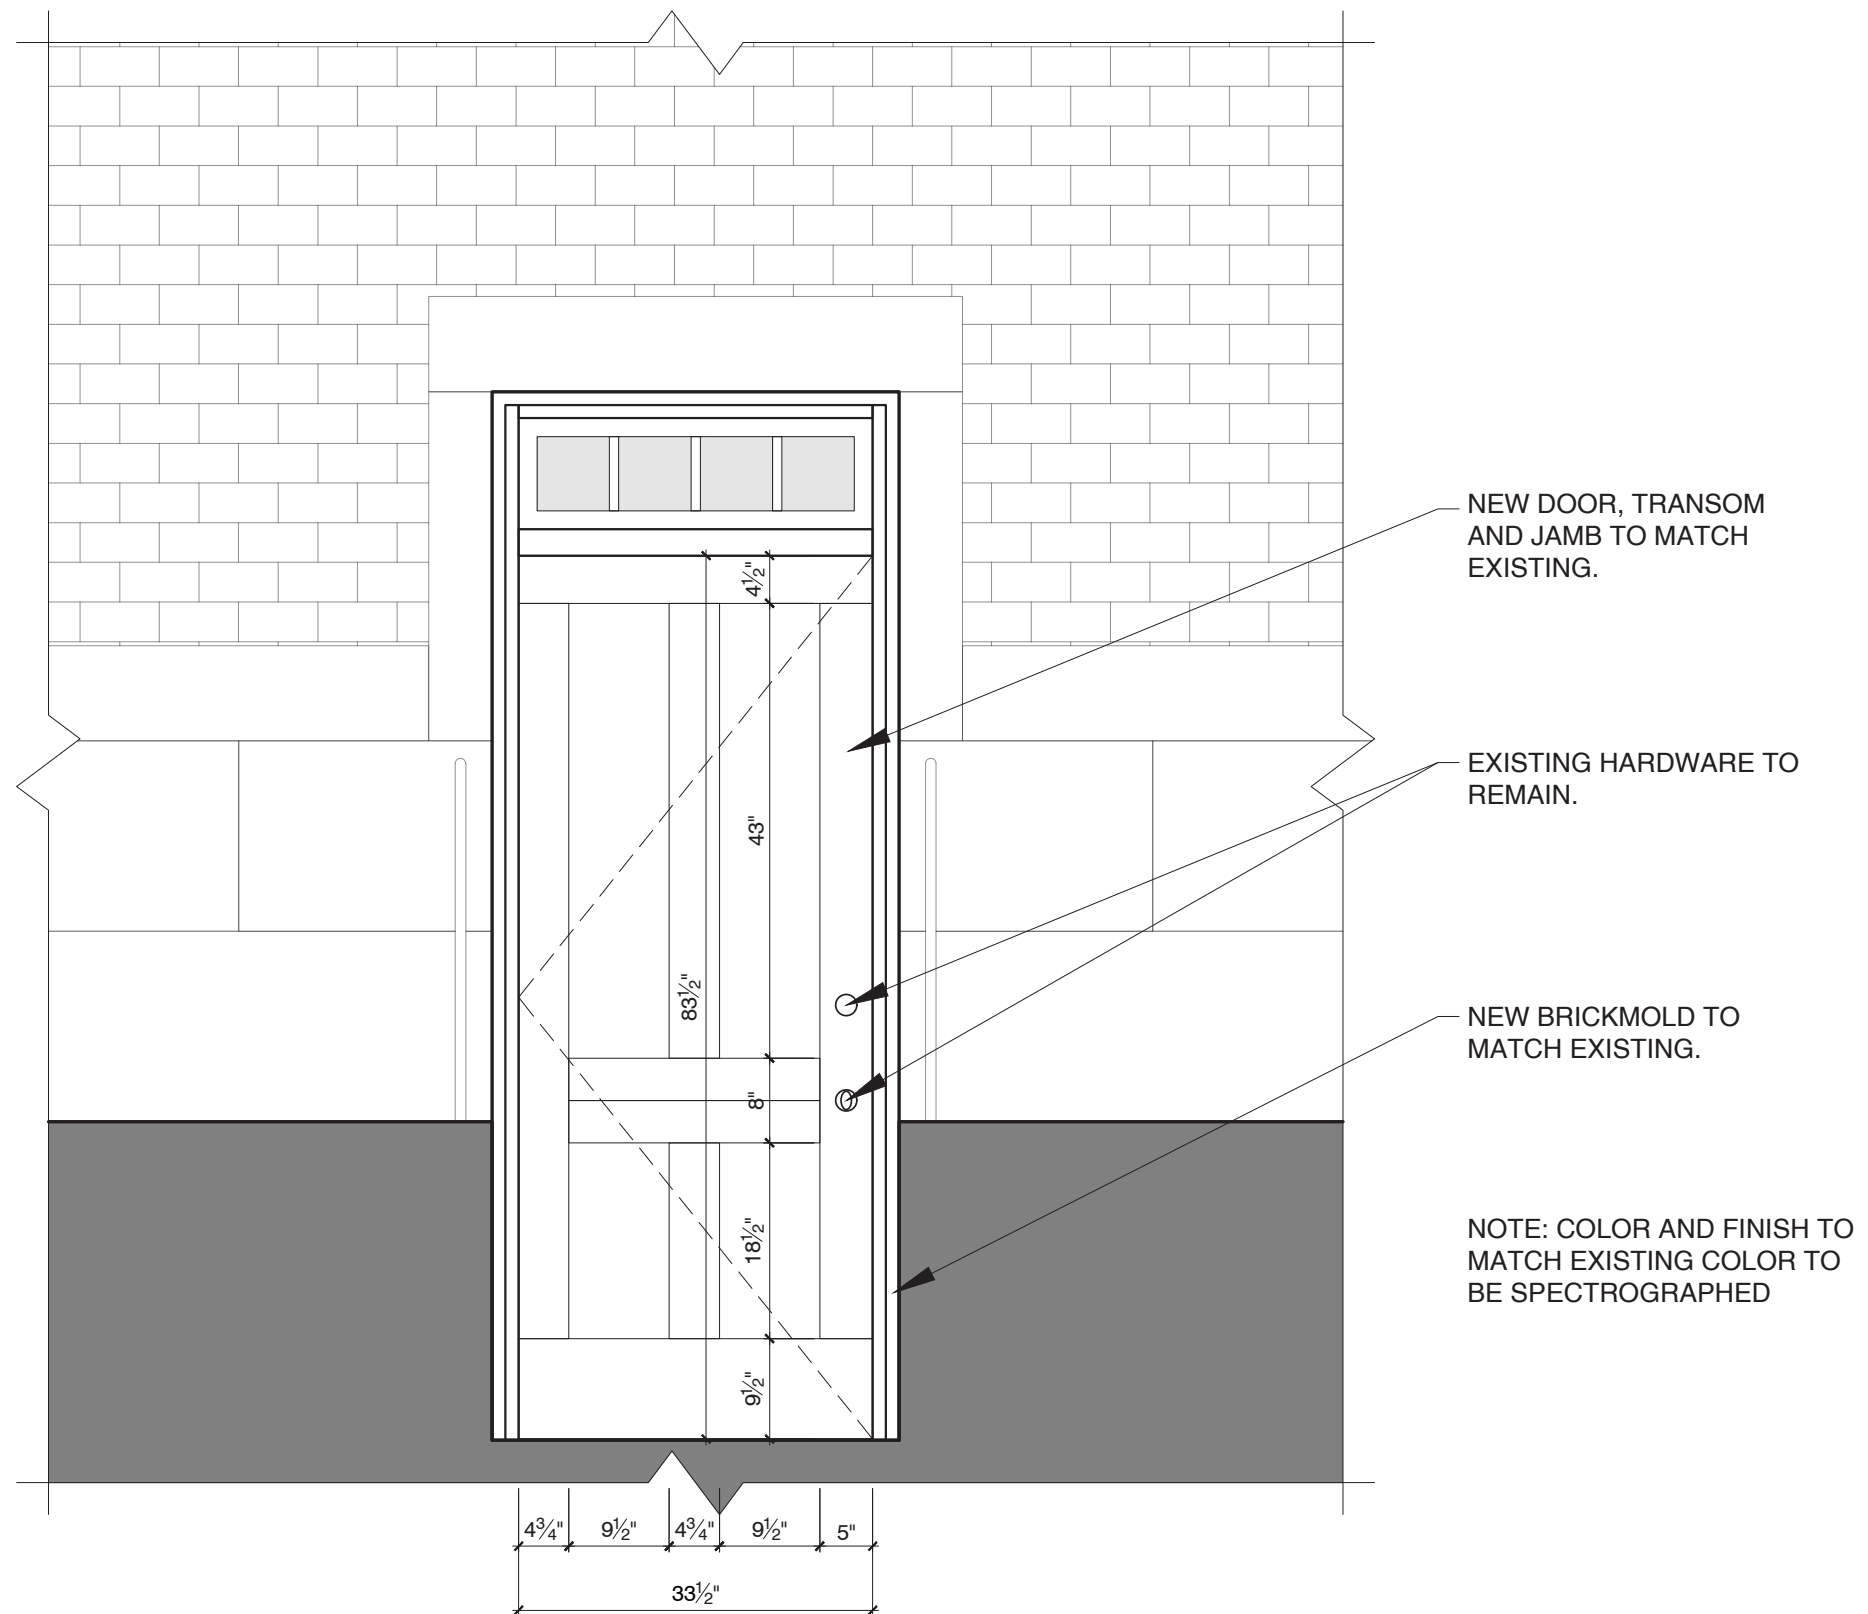 NEW DOOR, TRANSOM
AND JAMB TO MATCH
EXISTING.
EXISTING HARDWARE TO
REMAIN.
NEW BRICKMOLD TO
MATCH EXISTING.
NOTE: COLOR AND FINISH TO
MATCH EXISTING COLOR TO
BE SPECTROGRAPHED
4½"
43"
83½"
8"
18½"
9½"
4¾" 9½" 4¾" 9½" 5"
33½"